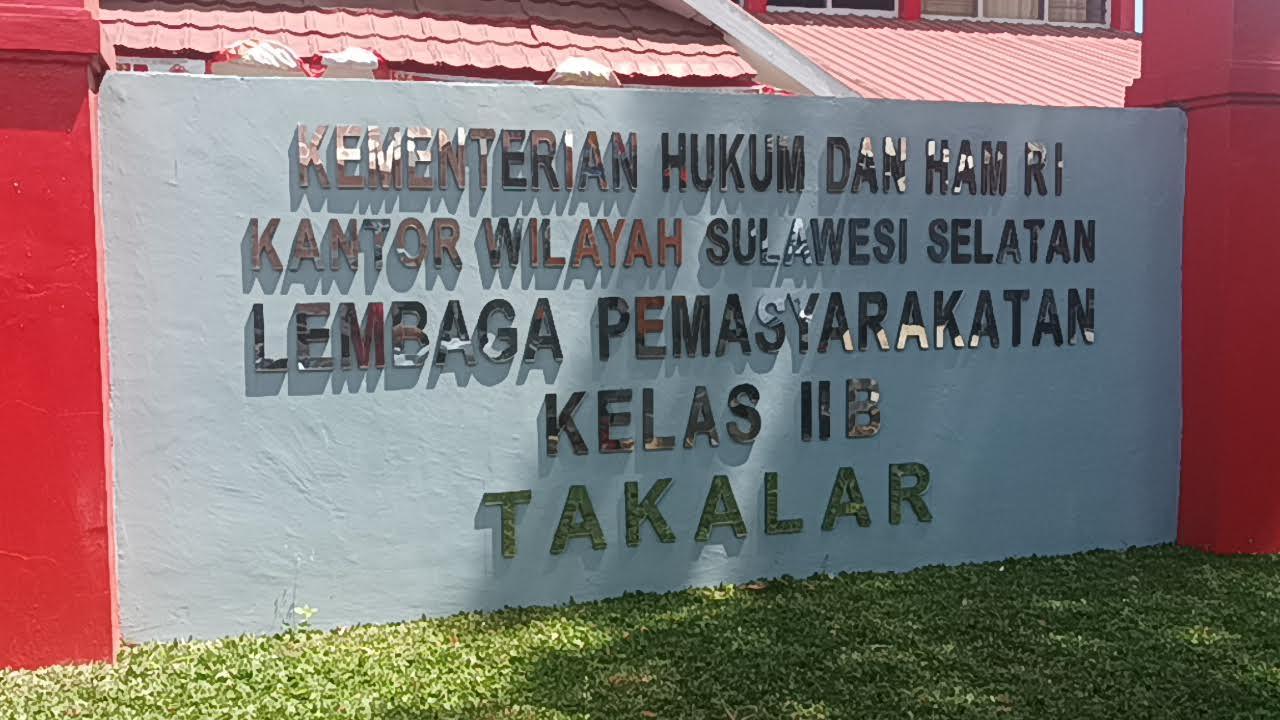 KEMENTERIAN HUKUM DAN HAM RI
KANTOR WILAYAH SULAWESI SELATAN
LEMBAGA PEMASYARAKATAN
KELAS IIB
TAKALAR